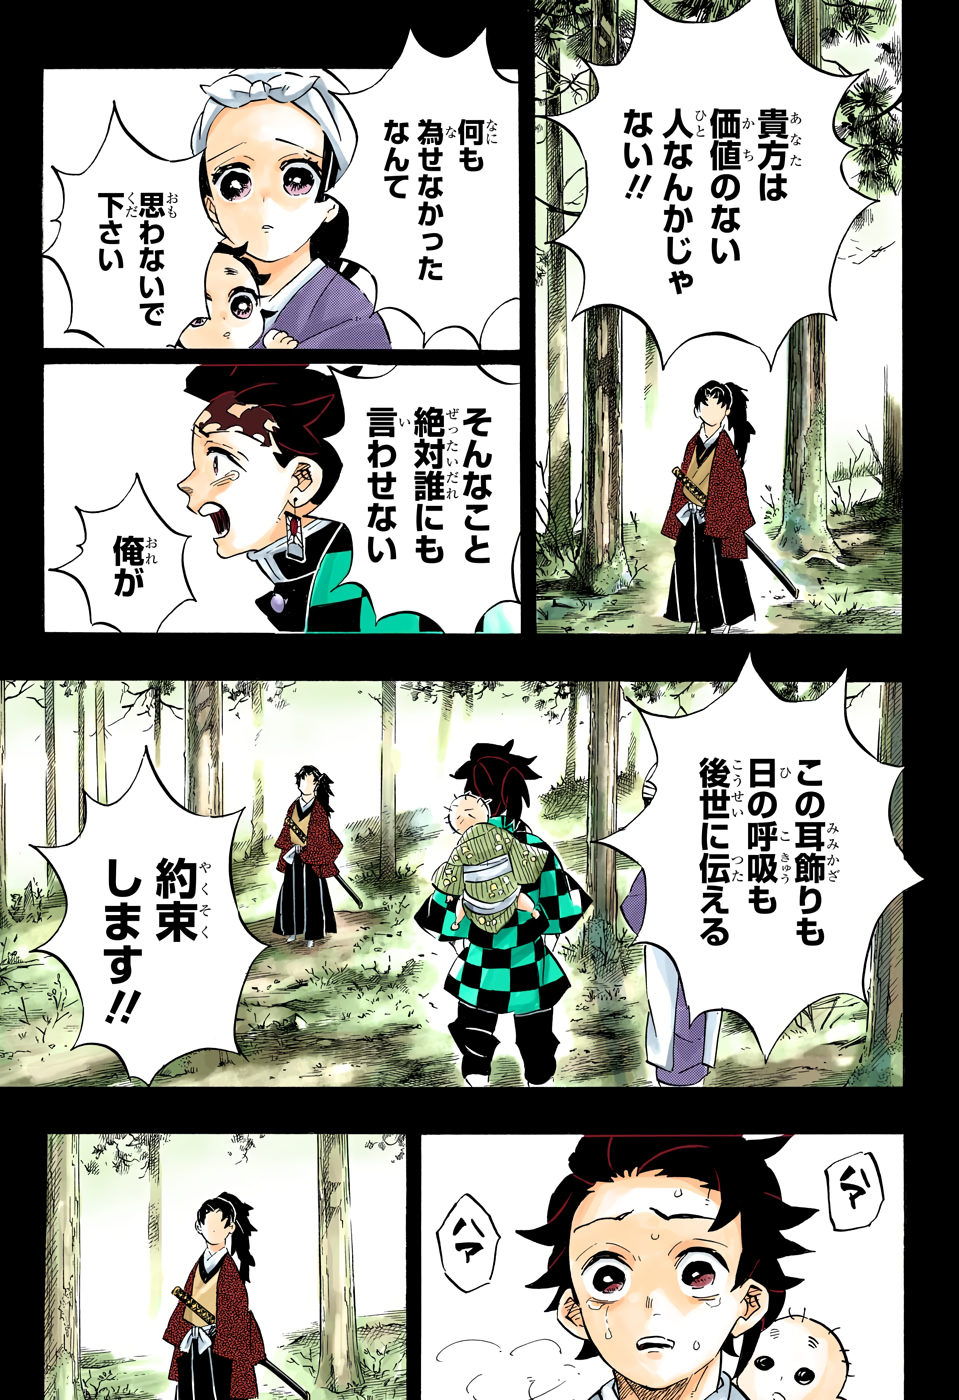 貴方は
価値のない
人なんかじゃ
ない!!
何も
為せなかった
なんて
思わないで
下さい
そんなこと
絶対誰にも
言わせない
俺が
この耳飾りも
日の呼吸も
後世に伝える
約束
します!!
ハァ
ハァ